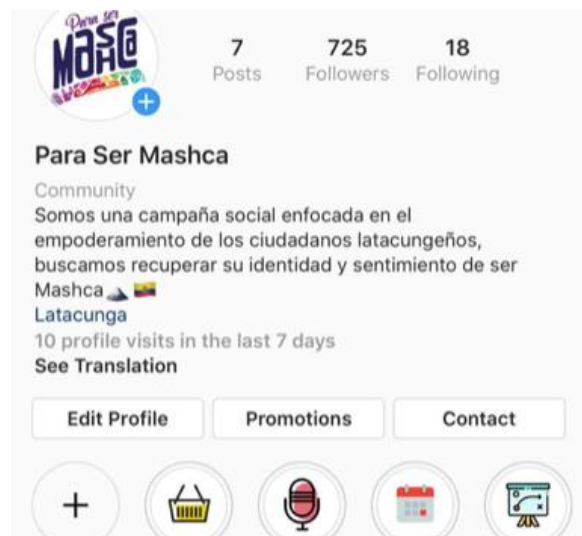 Para ser
MASHCA
7 725 18
Posts Followers Following
Para Ser Mashca
Community
Somos una campaña social enfocada en el
empoderamiento de los ciudadanos latacungeños,
buscamos recuperar su identidad y sentimiento de ser
Mashca
Latacunga
10 profile visits in the last 7 days
See Translation
Edit Profile Promotions Contact